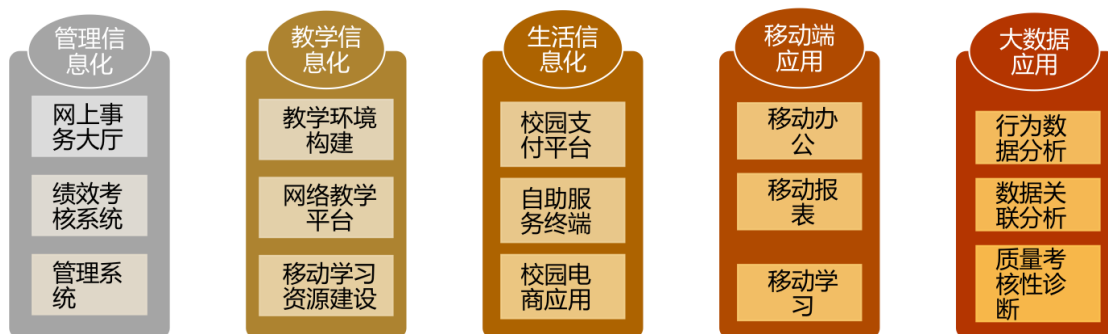 管理信
息化
网上事
务大厅
绩效考
核系统
管理系
统
教学信
息化
教学环境
构建
网络教学
平台
移动学习
资源建设
生活信
息化
校园支
付平台
自助服
务终端
校园电
商应用
移动端
应用
移动办
公
移动报
表
移动学
习
大数据
应用
行为数
据分析
数据关
联分析
质量考
核性诊
断